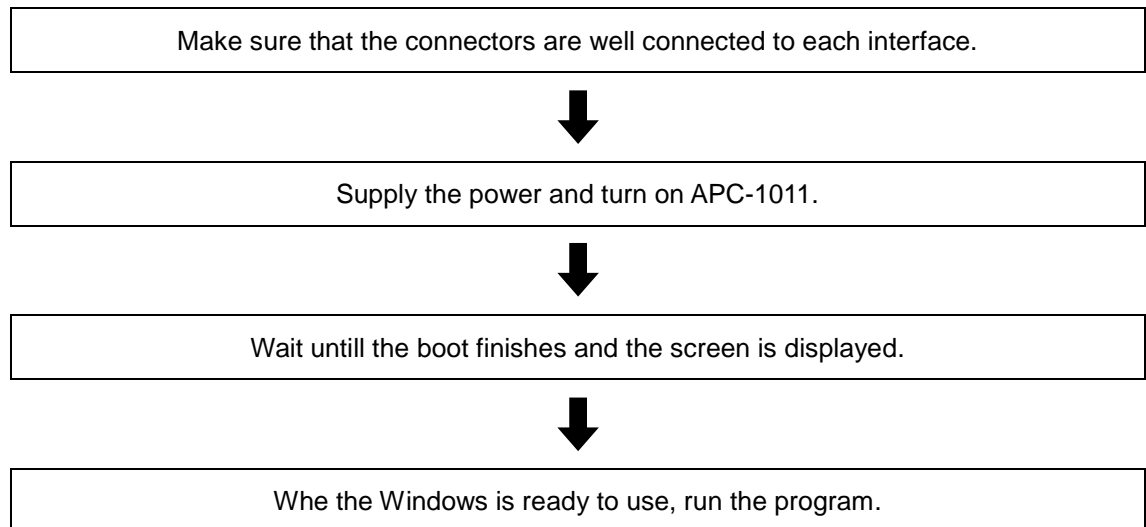 Make sure that the connectors are well connected to each interface.
Supply the power and turn on APC-1011.
Wait untill the boot finishes and the screen is displayed.
Whe the Windows is ready to use, run the program.